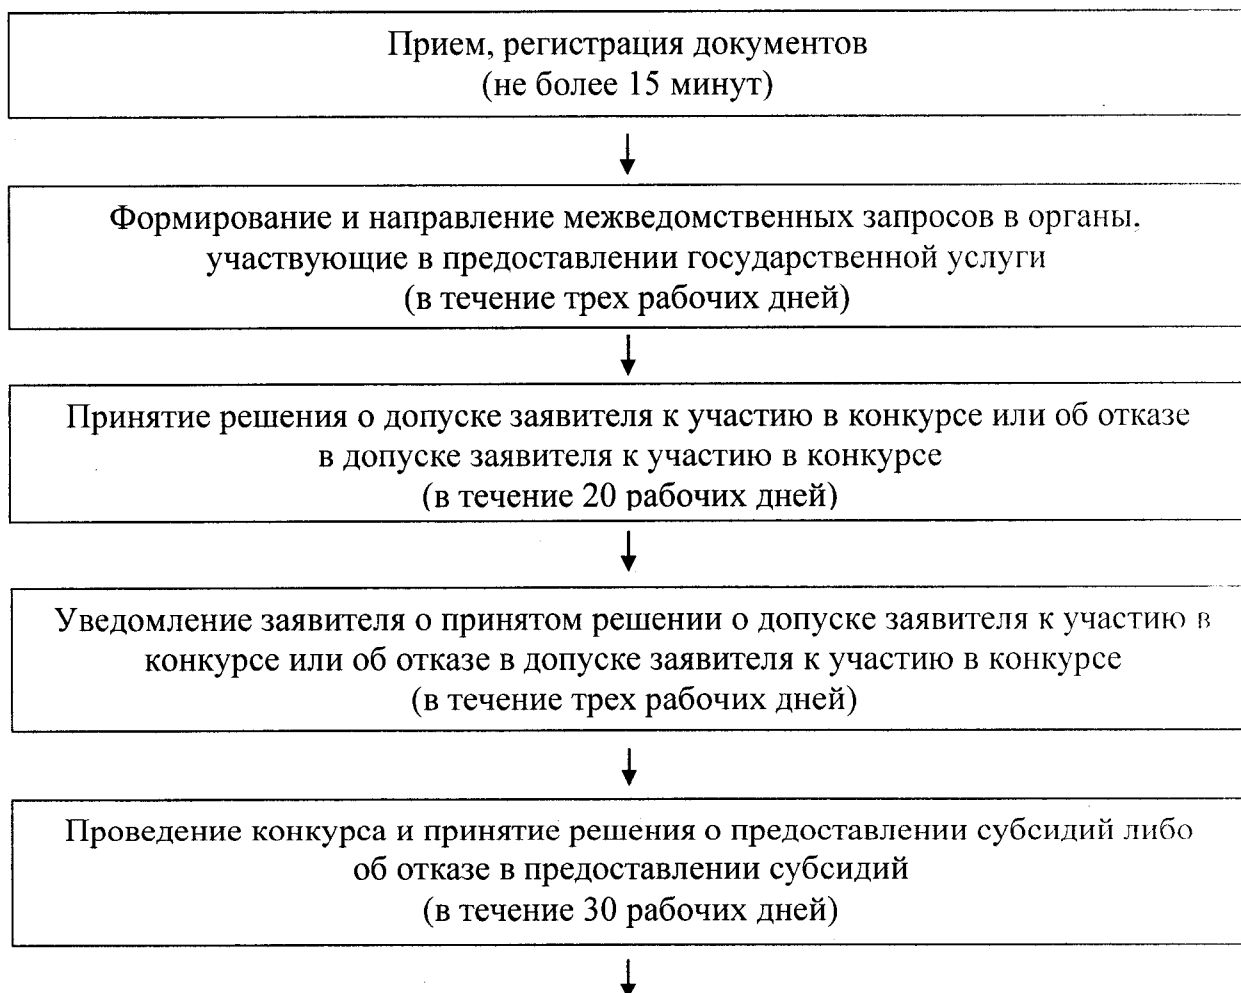 Прием, регистрация документов
(не более 15 минут)
Формирование и направление межведомственных запросов в органы,
участвующие в предоставлении государственной услуги
(в течение трех рабочих дней)
Принятие решения о допуске заявителя к участию в конкурсе или об отказе
в допуске заявителя к участию в конкурсе
(в течение 20 рабочих дней)
Уведомление заявителя о принятом решении о допуске заявителя к участию в
конкурсе или об отказе в допуске заявителя к участию в конкурсе
(в течение трех рабочих дней)
Проведение конкурса и принятие решения о предоставлении субсидий либо
об отказе в предоставлении субсидий
(в течение 30 рабочих дней)